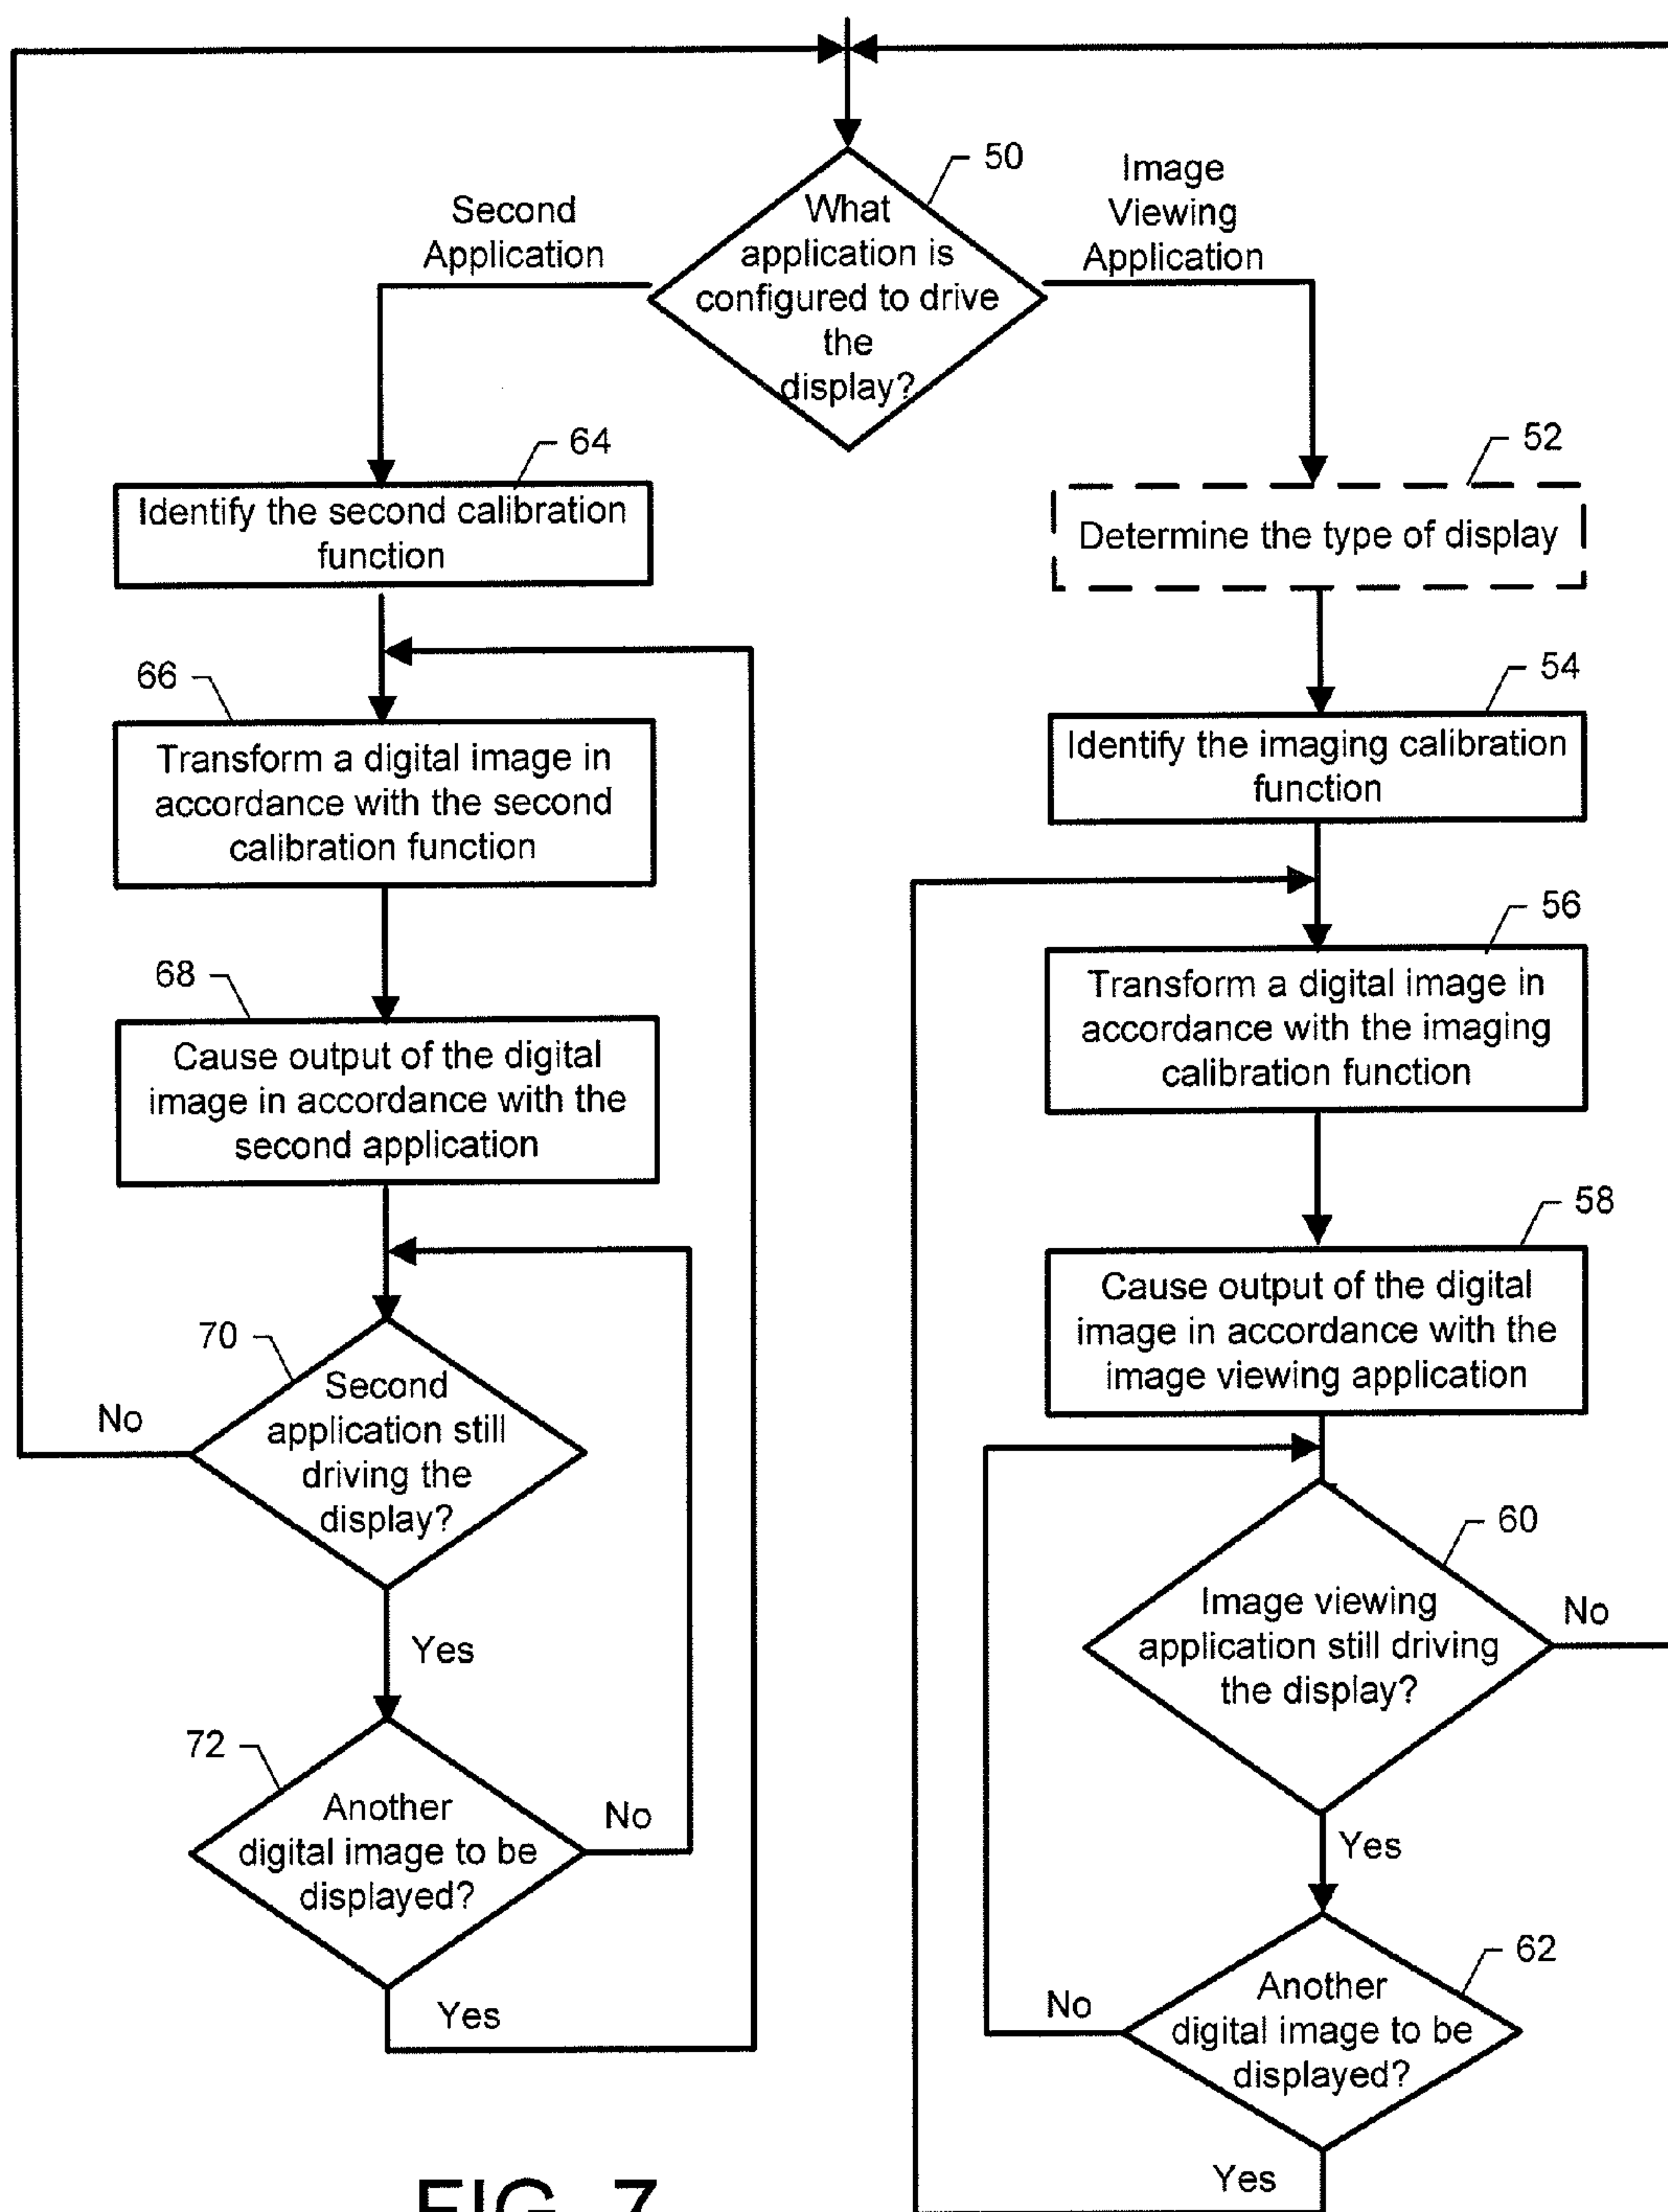 50
What
application is
configured to drive
the
display?
Second
Application
Image
Viewing
Application
64
Identify the second calibration
function
66
Transform a digital image in
accordance with the second
calibration function
68
Cause output of the digital
image in accordance with the
second application
70
Second
application still
driving the
display?
No
Yes
72
Another
digital image to be
displayed?
No
Yes
52
Determine the type of display
54
Identify the imaging calibration
function
56
Transform a digital image in
accordance with the imaging
calibration function
58
Cause output of the digital
image in accordance with the
image viewing application
60
Image viewing
application still driving
the display?
No
Yes
62
Another
digital image to be
displayed?
No
Yes
FIG. 7